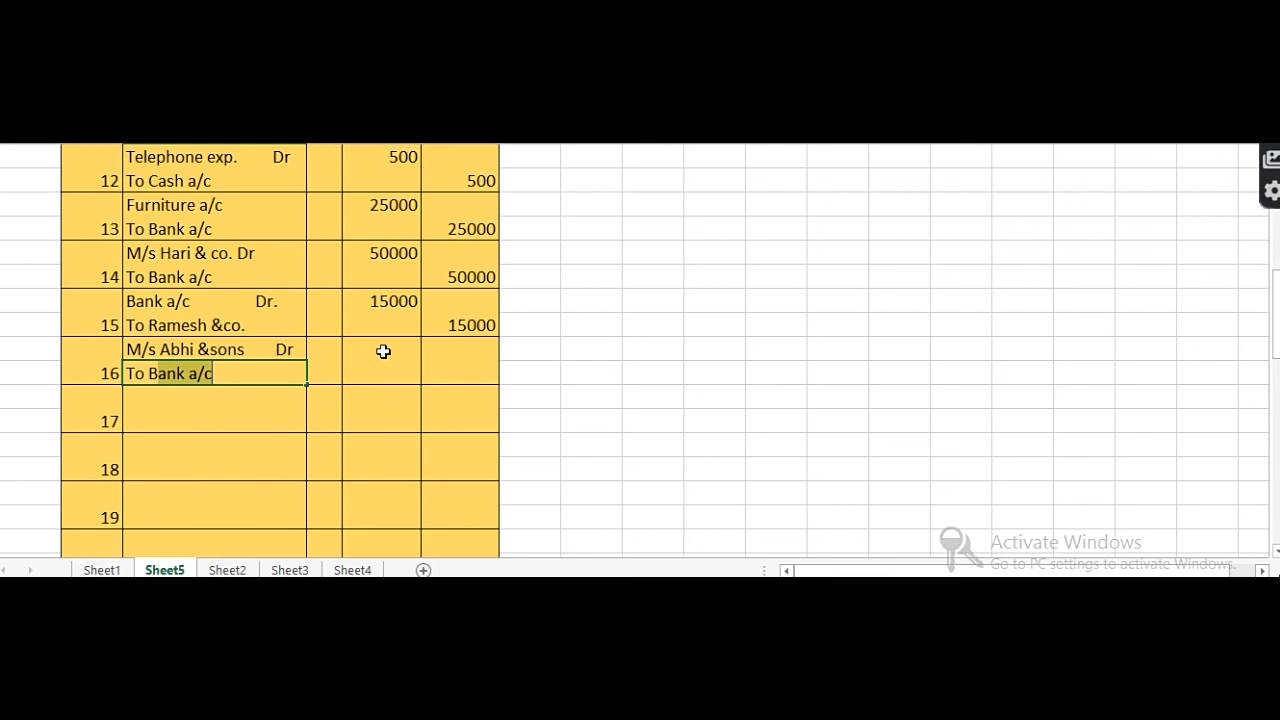 Telephone exp. Dr 500
12 To Cash a/c 500
Furniture a/c 25000
13 To Bank a/c 25000
M/s Hari & co. Dr 50000
14 To Bank a/c 50000
Bank a/c Dr. 15000
15 To Ramesh &co. 15000
M/s Abhi &sons Dr
16 To Bank a/c
17
18
19
Activate Windows
Go to PC settings to activate Windows.
Sheet1 Sheet5 Sheet2 Sheet3 Sheet4